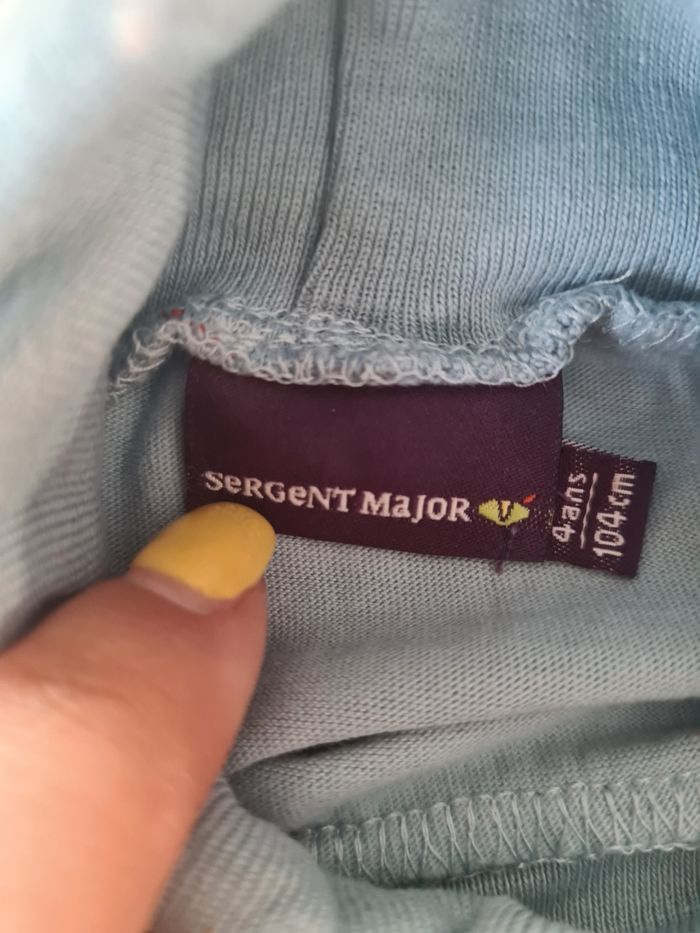 SeRGeNT MaJOR
4 ans
104 cm